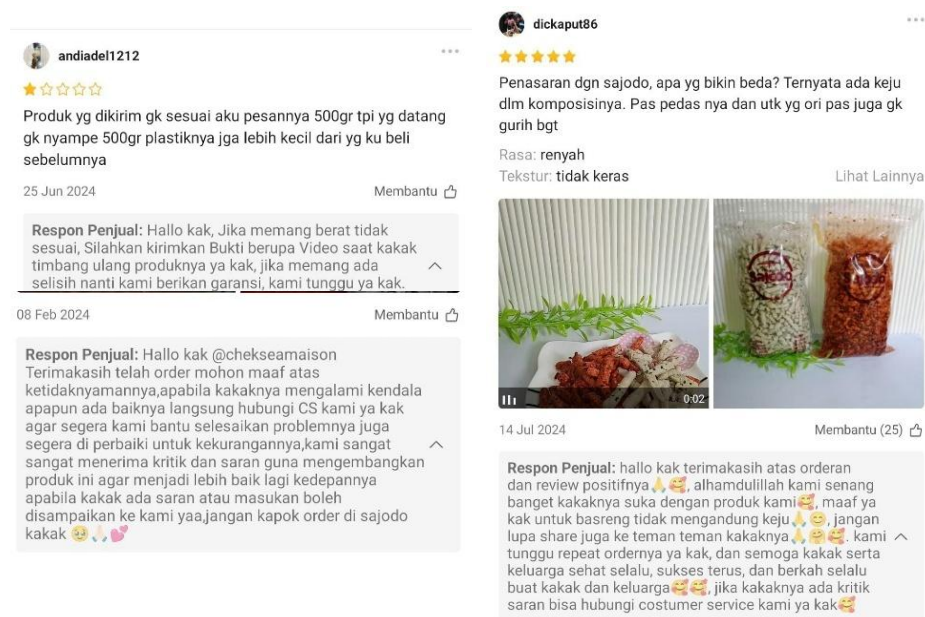 andiadel1212
Produk yg dikirim gk sesuai aku pesannya 500gr tpi yg datang
gk nyampe 500gr plastiknya jga lebih kecil dari yg ku beli
sebelumnya
25 Jun 2024
Membantu
Respon Penjual: Hallo kak, Jika memang berat tidak
sesuai, Silahkan kirimkan Bukti berupa Video saat kakak
timbang ulang produknya ya kak, jika memang ada
selisih nanti kami berikan garansi, kami tunggu ya kak.
08 Feb 2024
Membantu
Respon Penjual: Hallo kak @chekseamaison
Terimakasih telah order mohon maaf atas
ketidaknyamannya,apabila kakaknya mengalami kendala
apapun ada baiknya langsung hubungi CS kami ya kak
agar segera kami bantu selesaikan problemnya juga
segera di perbaiki untuk kekurangannya,kami sangat
sangat menerima kritik dan saran guna mengembangkan
produk ini agar menjadi lebih baik lagi kedepannya
apabila kakak ada saran atau masukan boleh
disampaikan ke kami yaa,jangan kapok order di sajodo
kakak 🥹🙏🏻💕
dickaput86
Penasaran dgn sajodo, apa yg bikin beda? Ternyata ada keju
dlm komposisinya. Pas pedas nya dan utk yg ori pas juga gk
gurih bgt
Rasa: renyah
Tekstur: tidak keras
Lihat Lainnya
0:02
sajodo
14 Jul 2024
Membantu (25)
Respon Penjual: hallo kak terimakasih atas orderan
dan review positifnya🙏🥰, alhamdulillah kami senang
banget kakaknya suka dengan produk kami🥰, maaf ya
kak untuk basreng tidak mengandung keju🙏😊, jangan
lupa share juga ke teman teman kakaknya🙏🤗🥰. kami
tunggu repeat ordernya ya kak, dan semoga kakak serta
keluarga sehat selalu, sukses terus, dan berkah selalu
buat kakak dan keluarga🥰🥰, jika kakaknya ada kritik
saran bisa hubungi costumer service kami ya kak🥰